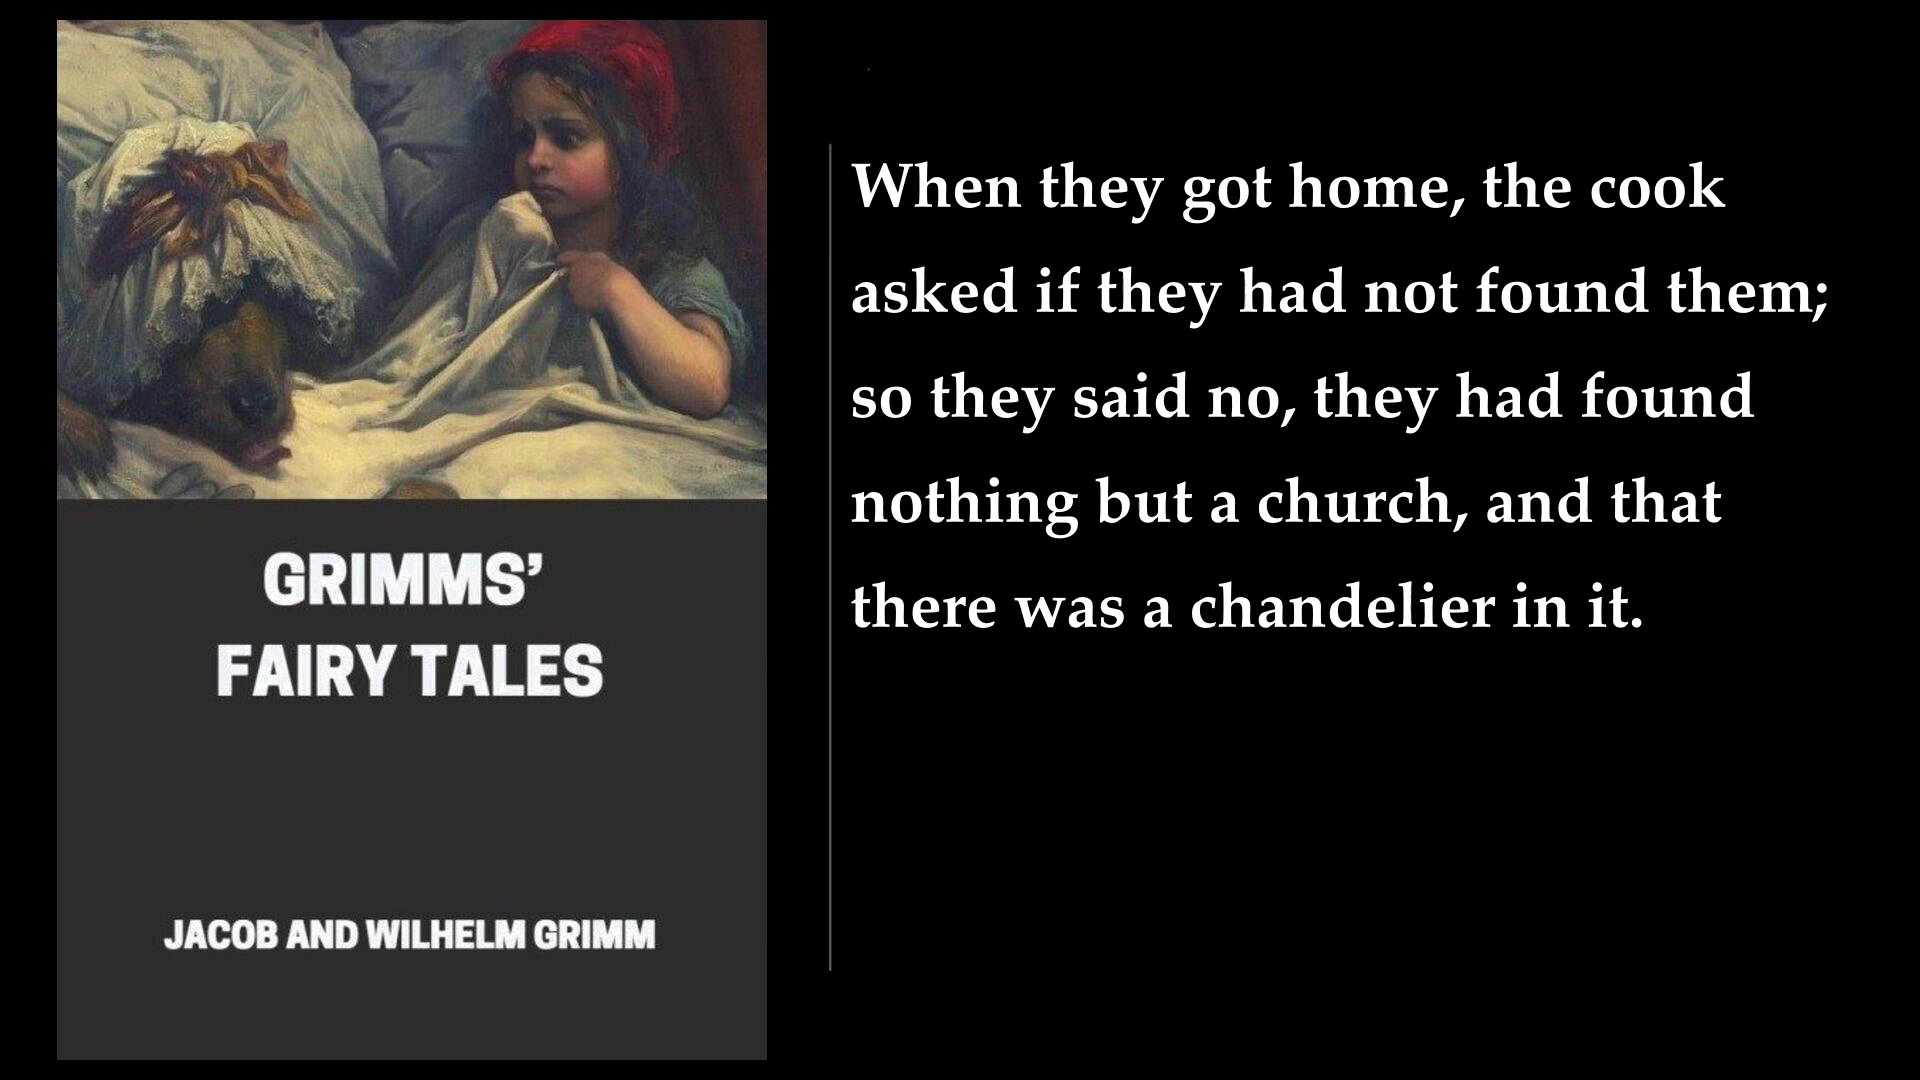 GRIMMS’
FAIRY TALES
JACOB AND WILHELM GRIMM
When they got home, the cook
asked if they had not found them;
so they said no, they had found
nothing but a church, and that
there was a chandelier in it.